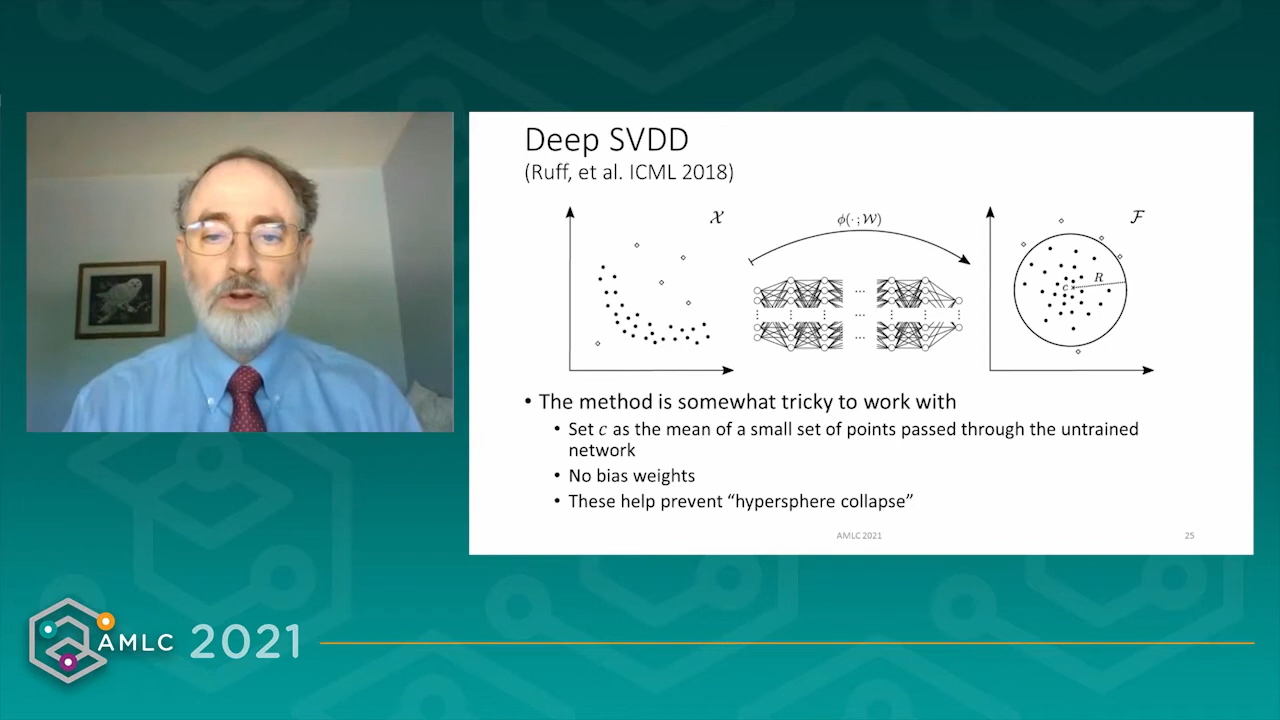 Deep SVDD
(Ruff, et al. ICML 2018)
𝒳
ϕ(· ; 𝒲)
ℱ
R
c
• The method is somewhat tricky to work with
• Set c as the mean of a small set of points passed through the untrained
network
• No bias weights
• These help prevent “hypersphere collapse”
AMLC 2021
25
AMLC 2021